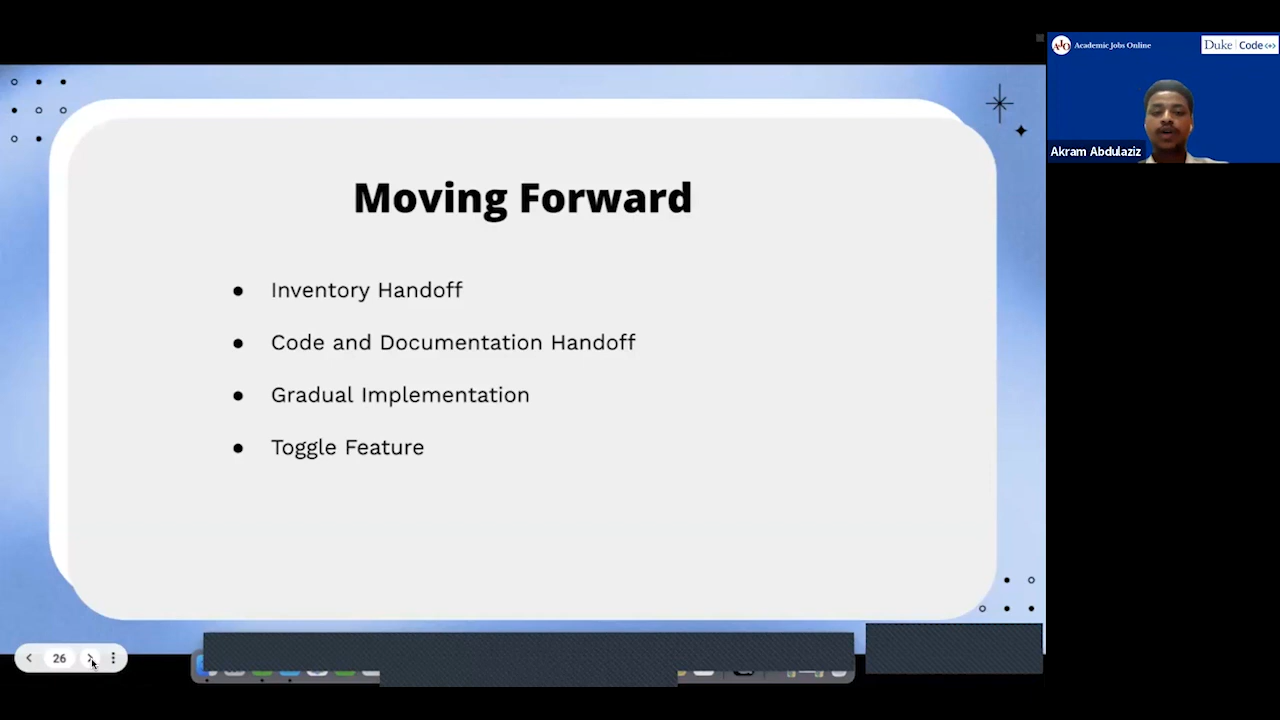 Academic Jobs Online
Duke Code
Akram Abdulaziz
Moving Forward
Inventory Handoff
Code and Documentation Handoff
Gradual Implementation
Toggle Feature
26